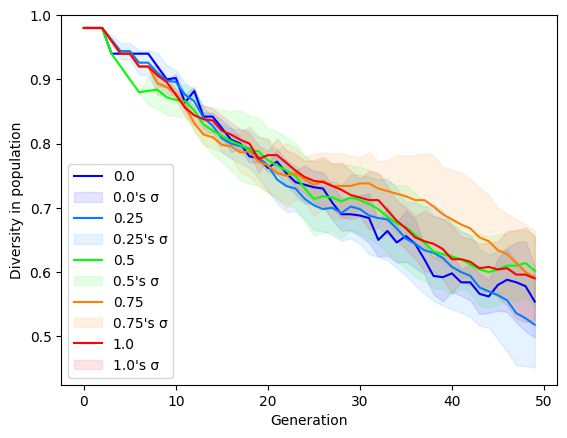 1.0
0.9
0.8
0.7
0.6
0.5
Diversity in population
0.0
0.0's σ
0.25
0.25's σ
0.5
0.5's σ
0.75
0.75's σ
1.0
1.0's σ
0
10
20
30
40
50
Generation